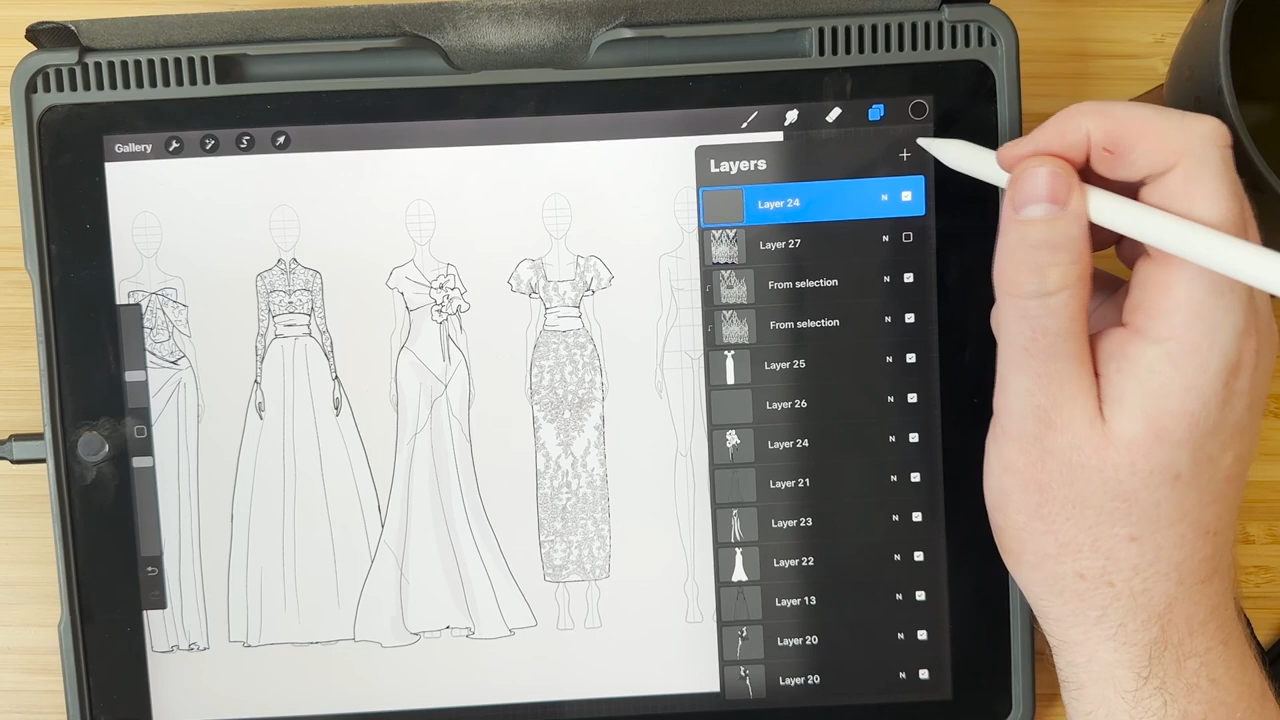 Gallery
Layers
Layer 24 N
Layer 27 N
From selection N
From selection N
Layer 25 N
Layer 26 N
Layer 24 N
Layer 21 N
Layer 23 N
Layer 22 N
Layer 13 N
Layer 20 N
Layer 20 N